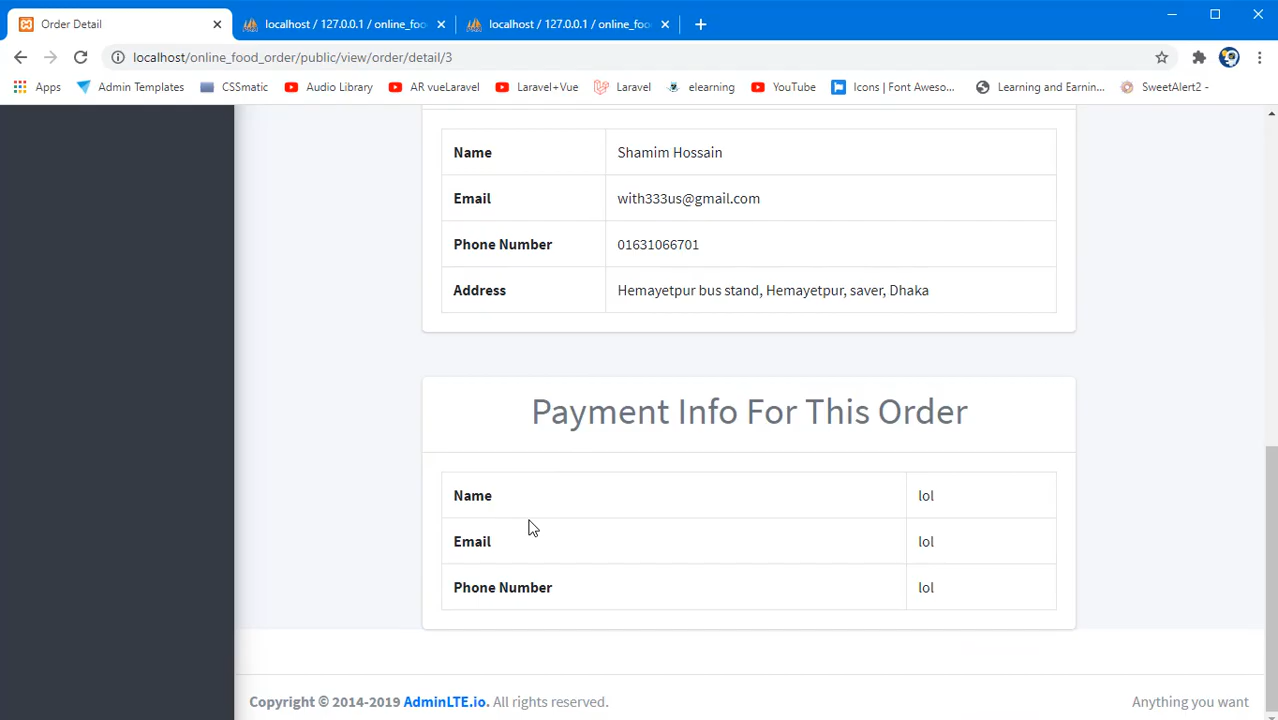 Order Detail
localhost / 127.0.0.1 / online_foo
localhost / 127.0.0.1 / online_foo
localhost/online_food_order/public/view/order/detail/3
Apps
Admin Templates
CSSmatic
Audio Library
AR vueLaravel
Laravel+Vue
Laravel
elearning
YouTube
Icons | Font Aweso...
Learning and Earnin...
SweetAlert2 -
Name Shamim Hossain
Email with333us@gmail.com
Phone Number 01631066701
Address Hemayetpur bus stand, Hemayetpur, saver, Dhaka
Payment Info For This Order
Name lol
Email lol
Phone Number lol
Copyright © 2014-2019 AdminLTE.io. All rights reserved.
Anything you want